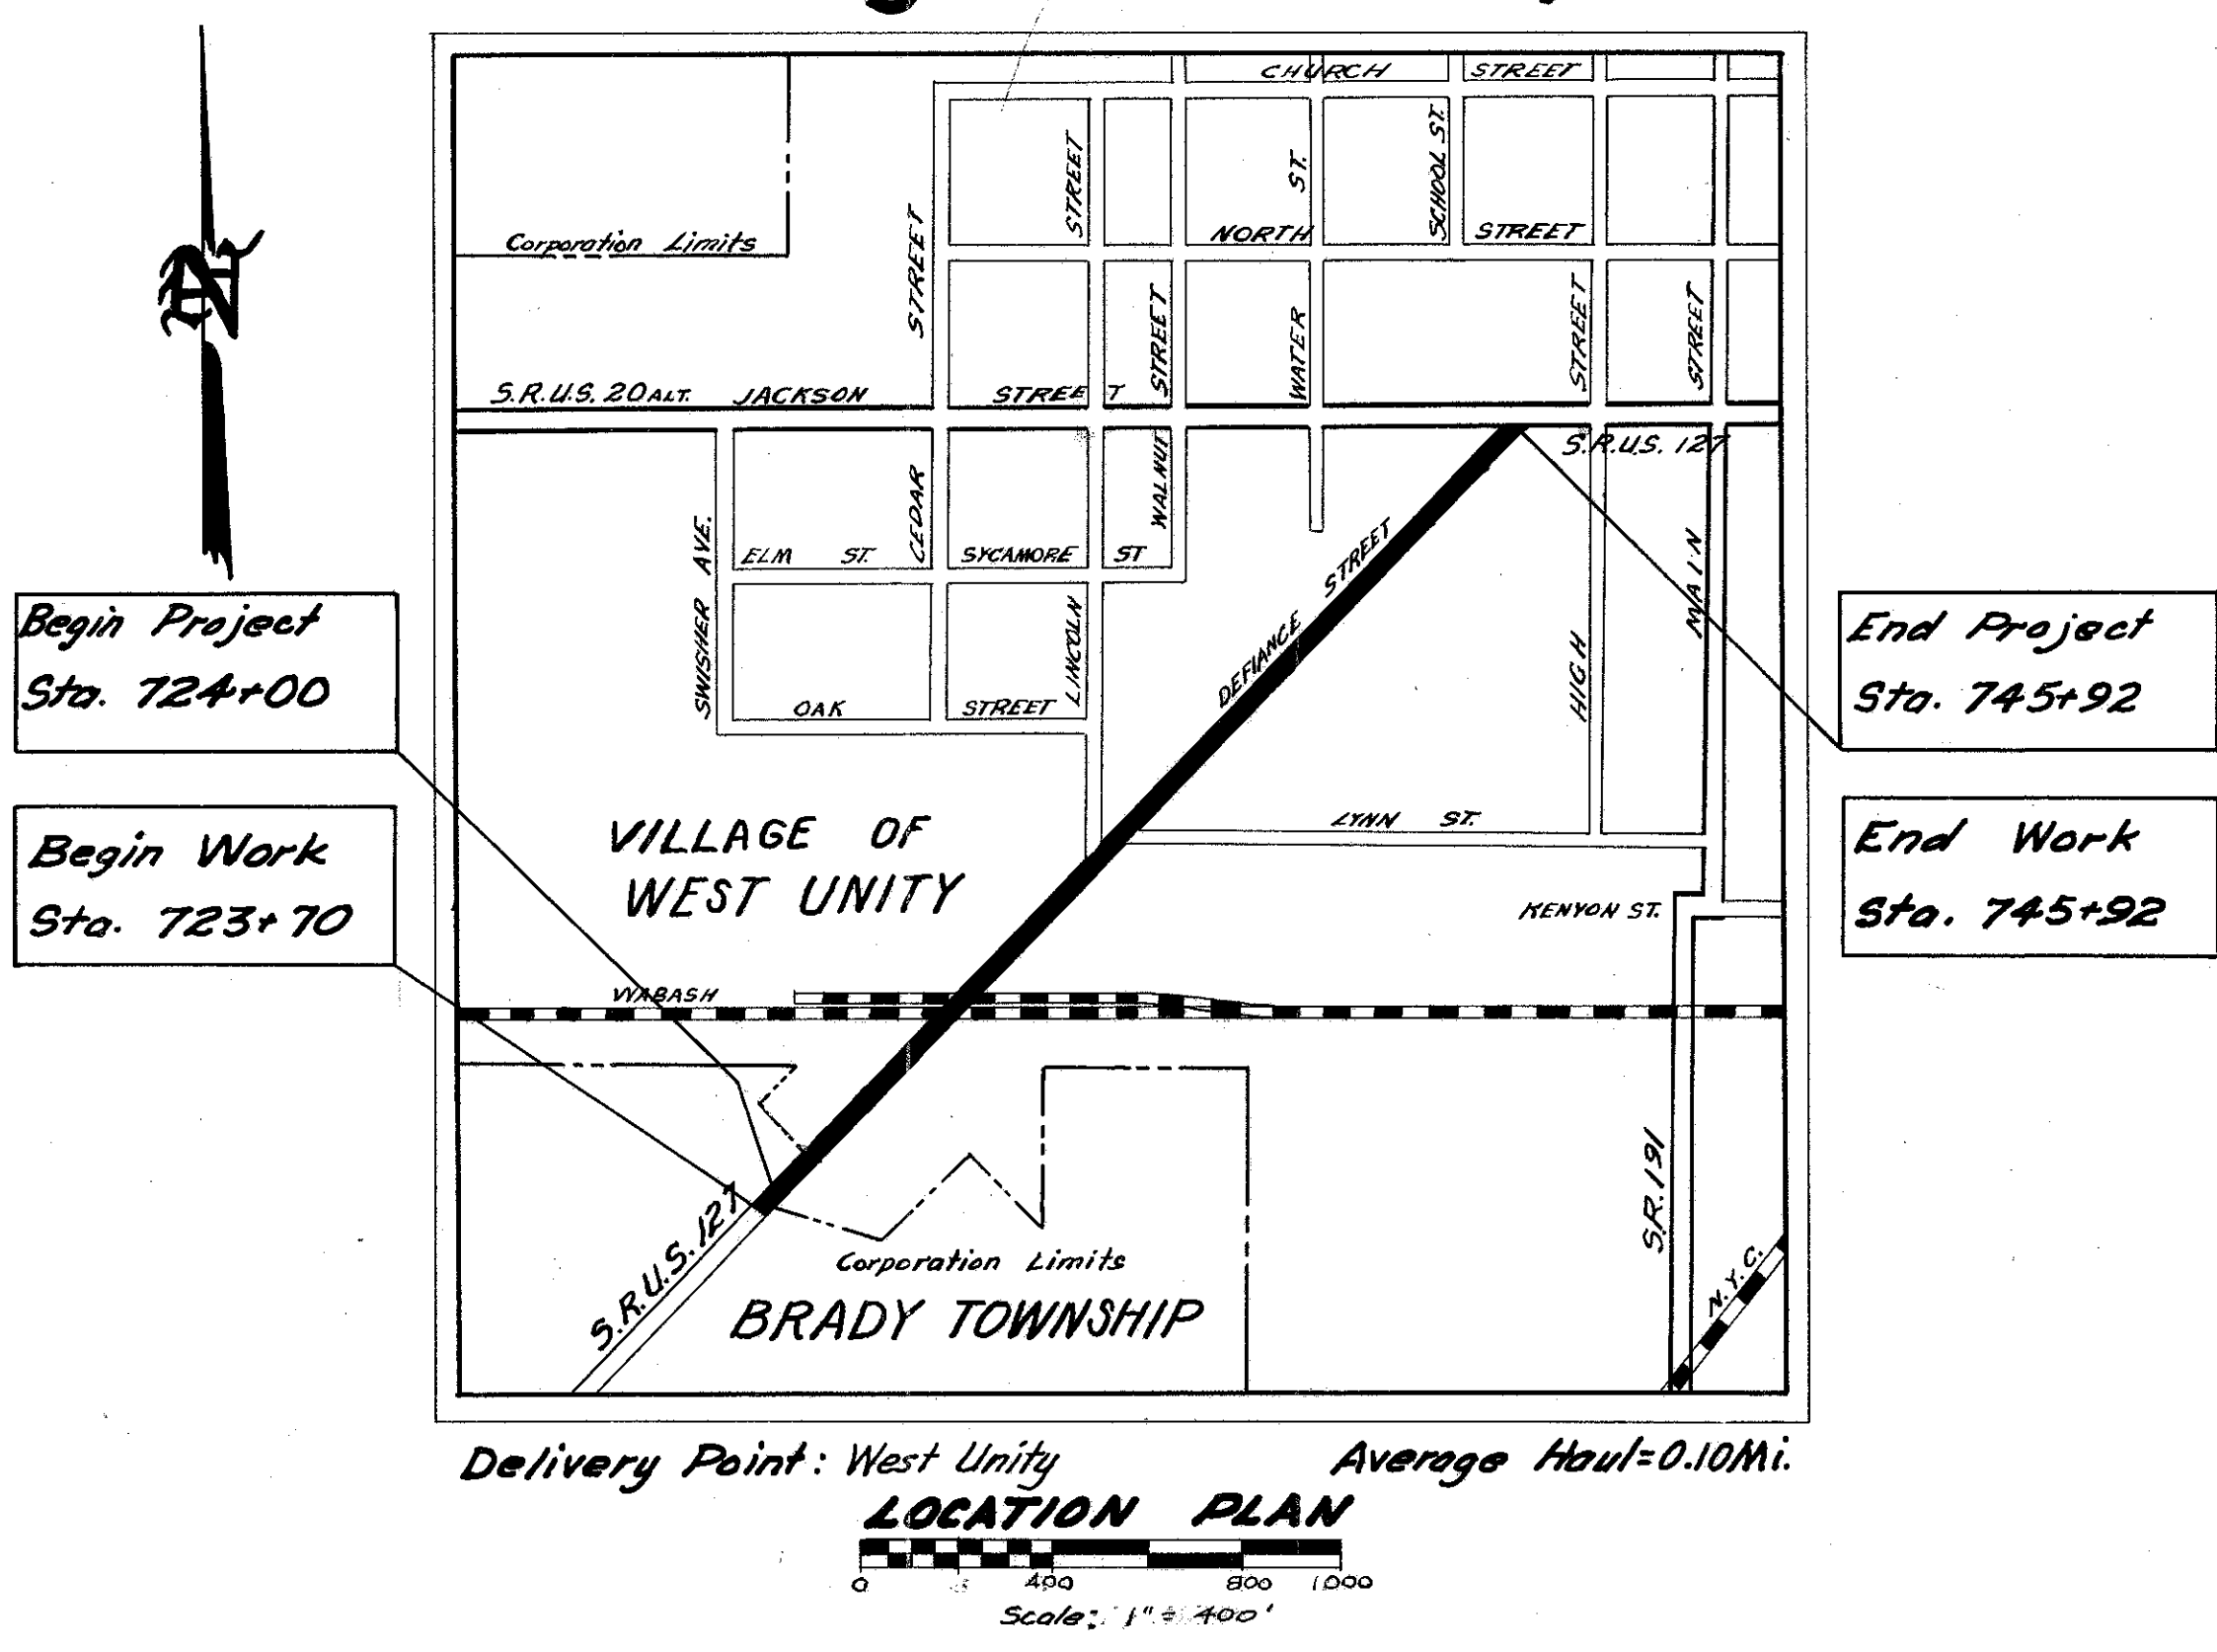 CHURCH STREET
STREET
ST.
SCHOOL ST.
NORTH STREET
Corporation Limits
STREET
STREET
WATER
STREET
STREET
S.R.U.S. 20 ALT. JACKSON STREET
S.R.U.S. 127
WALNUT
CEDAR
SWISHER AVE.
ELM ST.
SYCAMORE ST
DEFIANCE STREET
MAIN
HIGH
LINCOLN
OAK STREET
N
Begin Project
Sta. 724+00
End Project
Sta. 745+92
Begin Work
Sta. 723+70
End Work
Sta. 745+92
VILLAGE OF
WEST UNITY
LYNN ST.
KENYON ST.
WABASH
S.R. 191
S.R.U.S. 127
N.Y.C.
Corporation Limits
BRADY TOWNSHIP
Delivery Point: West Unity
Average Haul=0.10Mi.
LOCATION PLAN
0 400 800 1000
Scale: 1" = 400'